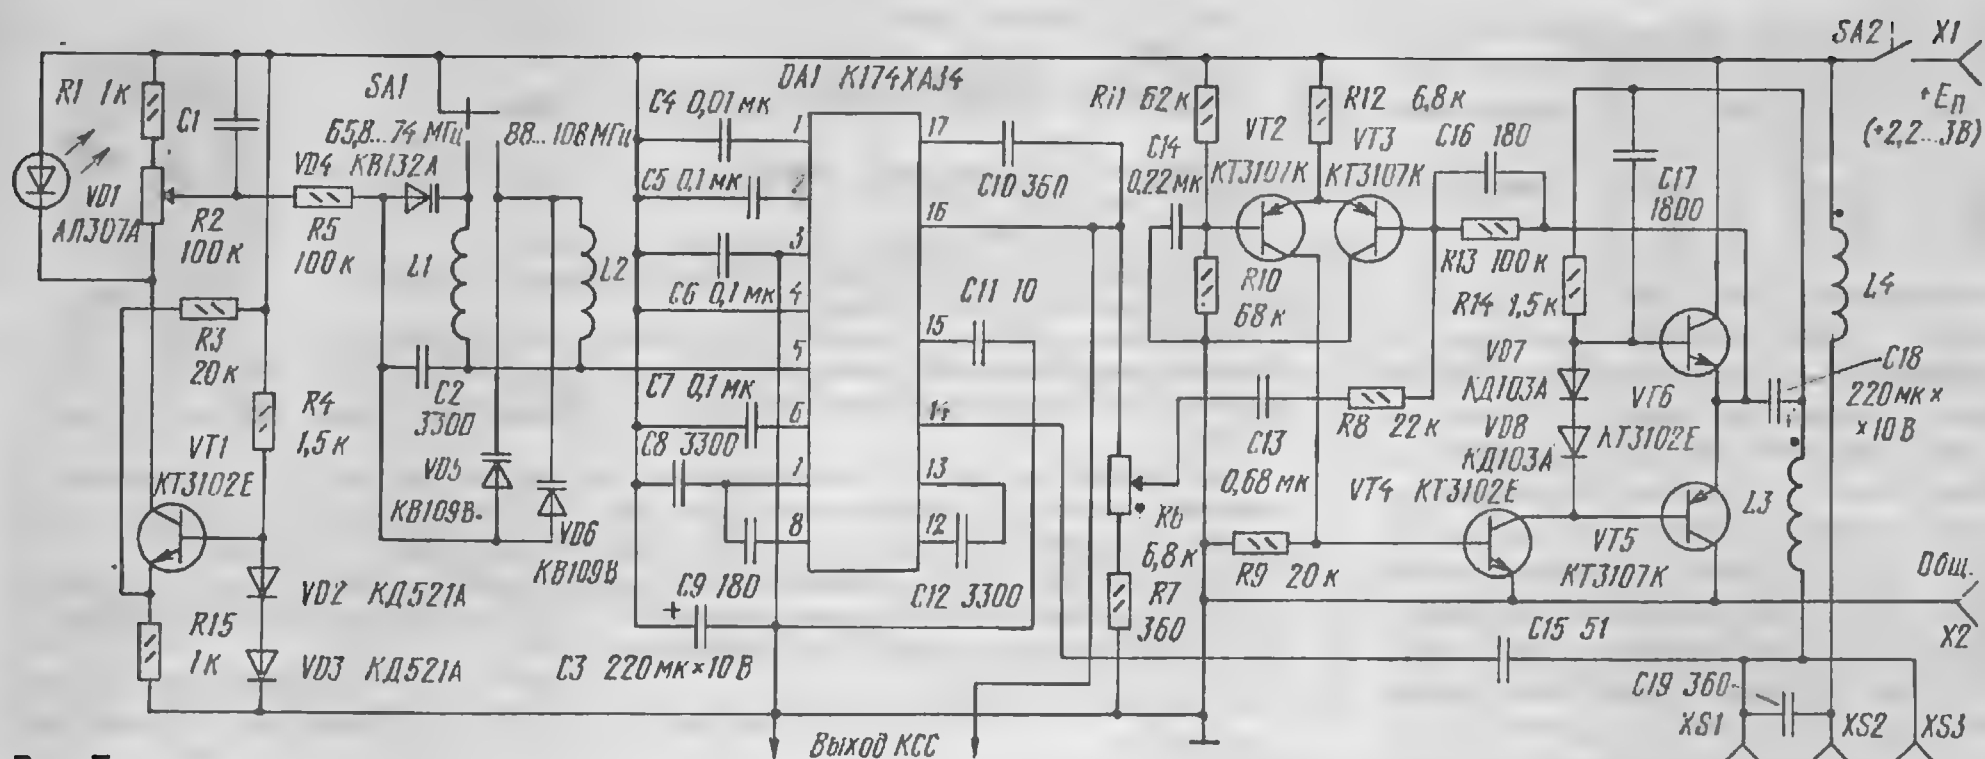 SA2
X1
DA1 К174ХА34
R1 1к
C1
SA1
C4 0,01 мк
1
17
R11 62к
R12 6,8 к
+Eп
(+2,2...3В)
65,8...74 МГц
88...108МГц
VD4 КВ132А
C14
0,22мк
VT2
КТ3107К
VT3
КТ3107К
C16 180
C5 0,1 мк
2
C10 360
C17
1800
VD1
АЛ307А
R2
100 к
R5
100 к
L1
L2
3
16
R10
68 к
R13 100 к
C6 0,1 мк
4
C11 10
R14 1,5 к
L4
R3
20 к
5
15
C2
3300
C7 0,1 мк
VD7
КД103А
VT6
КТ3102Е
C18
220 мк ×
× 10 В
R4
1,5 к
6
14
C13
0,68 мк
R8 22 к
VD8
КД103А
VT1
КТ3102Е
C8 3300
VD5
КВ109В
13
VT4 КТ3102Е
L3
8
12
R6
6,8 к
VD6
КВ109В
C9 180
C12 3300
R9 20 к
VT5
КТ3107К
Общ.
X2
VD2 КД521А
+
R7
360
R15
1 к
C15 51
VD3 КД521А
C3 220 мк × 10 В
C19 360
XS1
XS2
XS3
Выход КСС